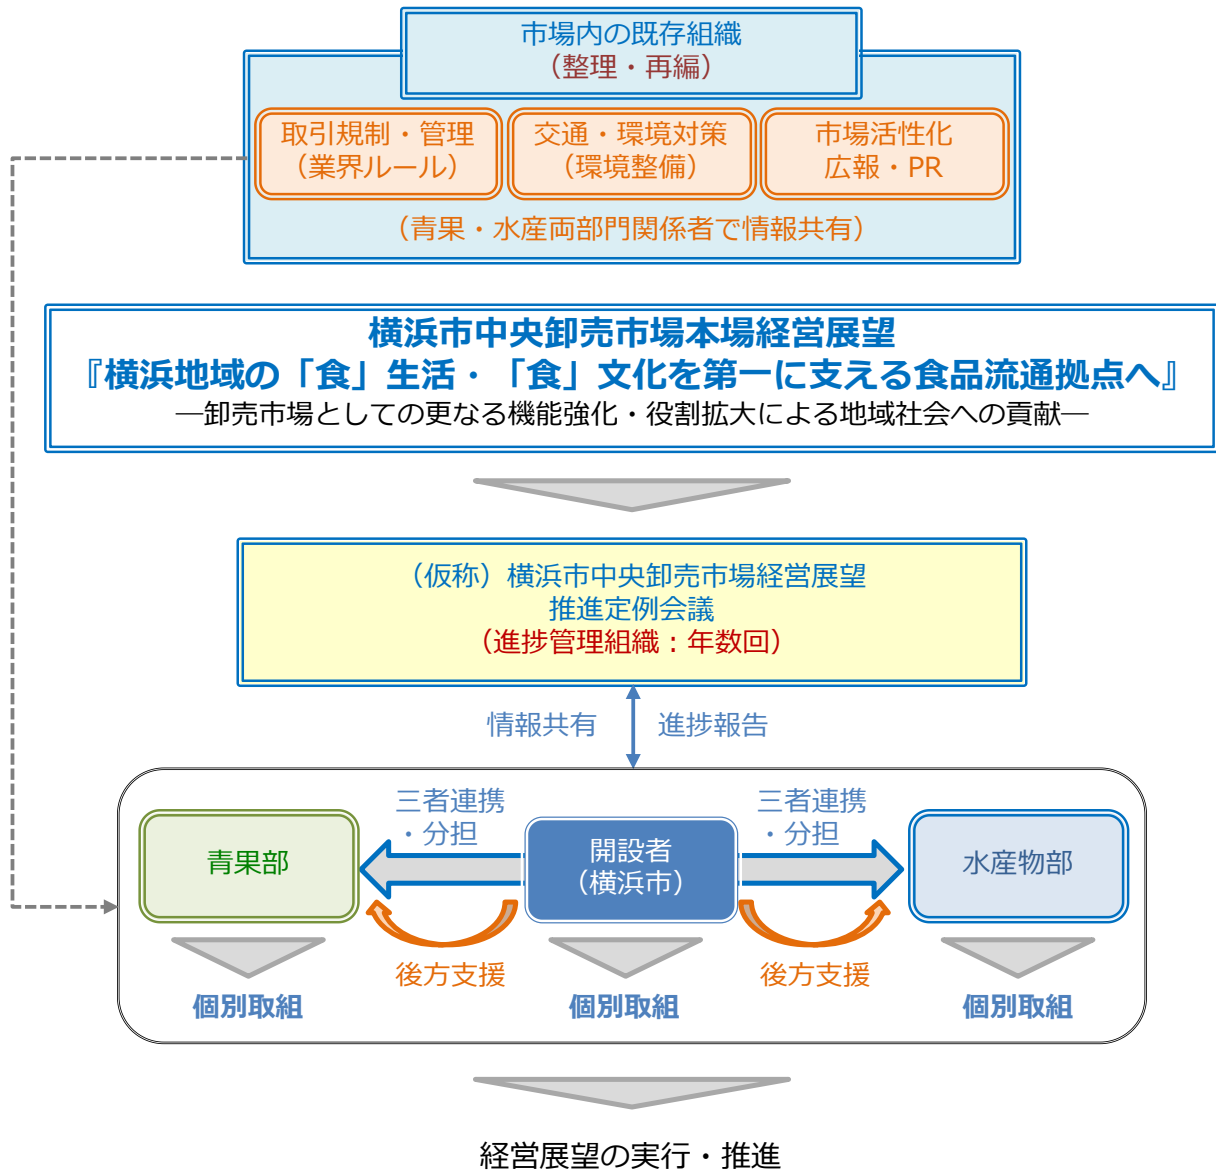 市場内の既存組織
（整理・再編）
取引規制・管理
（業界ルール）
交通・環境対策
（環境整備）
市場活性化
広報・PR
（青果・水産両部門関係者で情報共有）
横浜市中央卸売市場本場経営展望
『横浜地域の「食」生活・「食」文化を第一に支える食品流通拠点へ』
―卸売市場としての更なる機能強化・役割拡大による地域社会への貢献―
（仮称）横浜市中央卸売市場経営展望
推進定例会議
（進捗管理組織：年数回）
情報共有
進捗報告
三者連携
・分担
三者連携
・分担
青果部
開設者
（横浜市）
水産物部
後方支援
後方支援
個別取組
個別取組
個別取組
経営展望の実行・推進